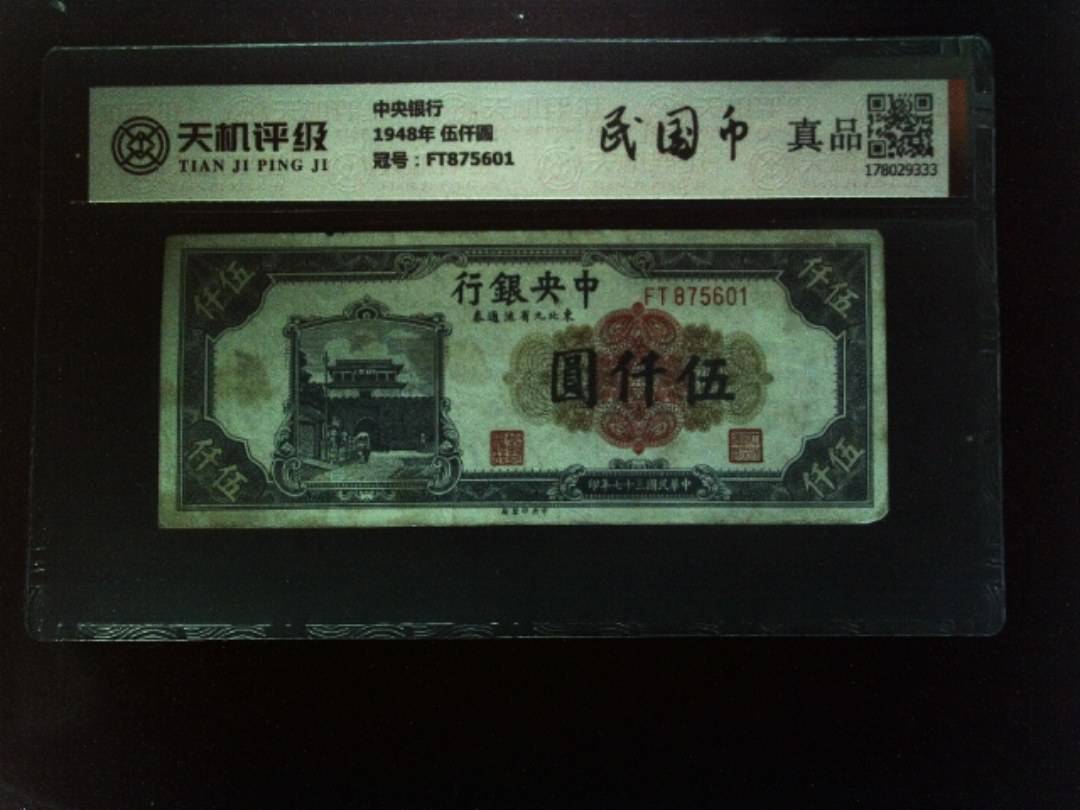 天机评级
TIAN JI PING JI
中央银行
1948年 伍仟圓
冠号：FT875601
民国币
真品
178029333
伍仟
伍仟
中央銀行
FT 875601
東北九省流通券
伍仟圓
中華民國三十七年印
伍仟
伍仟